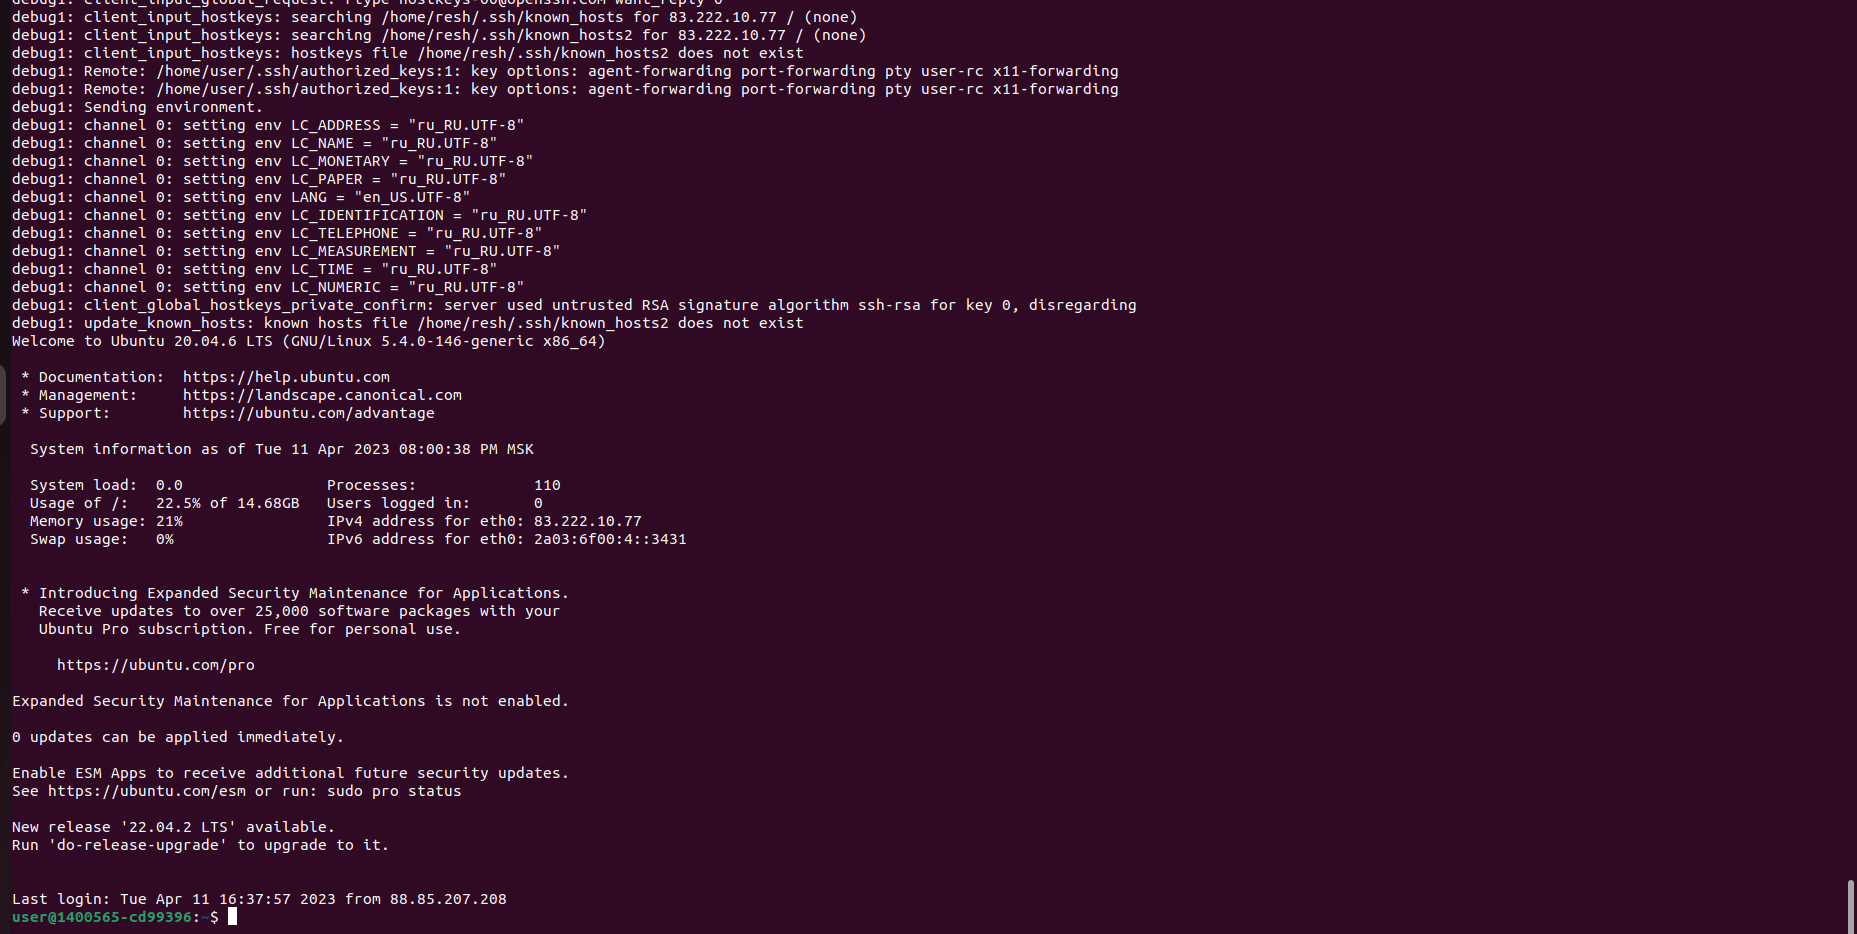 debug1: client_input_global_request: rtype hostkeys-00@openssh.com want_reply 0
debug1: client_input_hostkeys: searching /home/resh/.ssh/known_hosts for 83.222.10.77 / (none)
debug1: client_input_hostkeys: searching /home/resh/.ssh/known_hosts2 for 83.222.10.77 / (none)
debug1: client_input_hostkeys: hostkeys file /home/resh/.ssh/known_hosts2 does not exist
debug1: Remote: /home/user/.ssh/authorized_keys:1: key options: agent-forwarding port-forwarding pty user-rc x11-forwarding
debug1: Remote: /home/user/.ssh/authorized_keys:1: key options: agent-forwarding port-forwarding pty user-rc x11-forwarding
debug1: Sending environment.
debug1: channel 0: setting env LC_ADDRESS = "ru_RU.UTF-8"
debug1: channel 0: setting env LC_NAME = "ru_RU.UTF-8"
debug1: channel 0: setting env LC_MONETARY = "ru_RU.UTF-8"
debug1: channel 0: setting env LC_PAPER = "ru_RU.UTF-8"
debug1: channel 0: setting env LANG = "en_US.UTF-8"
debug1: channel 0: setting env LC_IDENTIFICATION = "ru_RU.UTF-8"
debug1: channel 0: setting env LC_TELEPHONE = "ru_RU.UTF-8"
debug1: channel 0: setting env LC_MEASUREMENT = "ru_RU.UTF-8"
debug1: channel 0: setting env LC_TIME = "ru_RU.UTF-8"
debug1: channel 0: setting env LC_NUMERIC = "ru_RU.UTF-8"
debug1: client_global_hostkeys_private_confirm: server used untrusted RSA signature algorithm ssh-rsa for key 0, disregarding
debug1: update_known_hosts: known hosts file /home/resh/.ssh/known_hosts2 does not exist
Welcome to Ubuntu 20.04.6 LTS (GNU/Linux 5.4.0-146-generic x86_64)
* Documentation: https://help.ubuntu.com
* Management: https://landscape.canonical.com
* Support: https://ubuntu.com/advantage
System information as of Tue 11 Apr 2023 08:00:38 PM MSK
System load: 0.0 Processes: 110
Usage of /: 22.5% of 14.68GB Users logged in: 0
Memory usage: 21% IPv4 address for eth0: 83.222.10.77
Swap usage: 0% IPv6 address for eth0: 2a03:6f00:4::3431
* Introducing Expanded Security Maintenance for Applications.
Receive updates to over 25,000 software packages with your
Ubuntu Pro subscription. Free for personal use.
https://ubuntu.com/pro
Expanded Security Maintenance for Applications is not enabled.
0 updates can be applied immediately.
Enable ESM Apps to receive additional future security updates.
See https://ubuntu.com/esm or run: sudo pro status
New release '22.04.2 LTS' available.
Run 'do-release-upgrade' to upgrade to it.
Last login: Tue Apr 11 16:37:57 2023 from 88.85.207.208
user@1400565-cd99396:~$